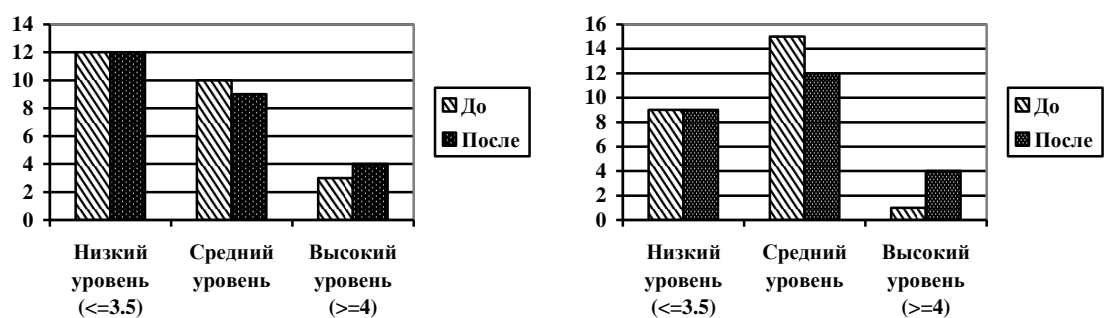 14
12
10
8
6
4
2
0
Низкий
уровень
(<=3.5)
Средний
уровень
Высокий
уровень
(>=4)
До
После
16
14
12
10
8
6
4
2
0
Низкий
уровень
(<=3.5)
Средний
уровень
Высокий
уровень
(>=4)
До
После